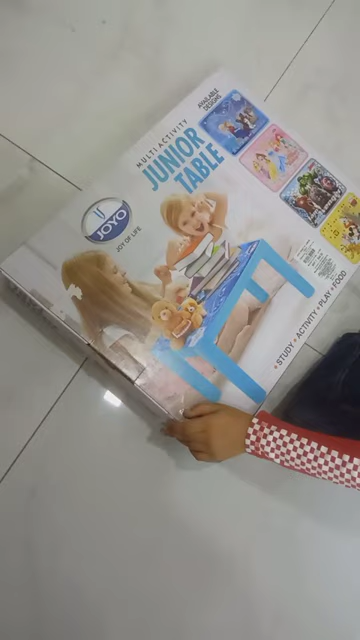 MULTI ACTIVITY
JUNIOR
TABLE
AVAILABLE
DESIGNS
JOYO
JOY OF LIFE
STUDY • ACTIVITY • PLAY • FOOD